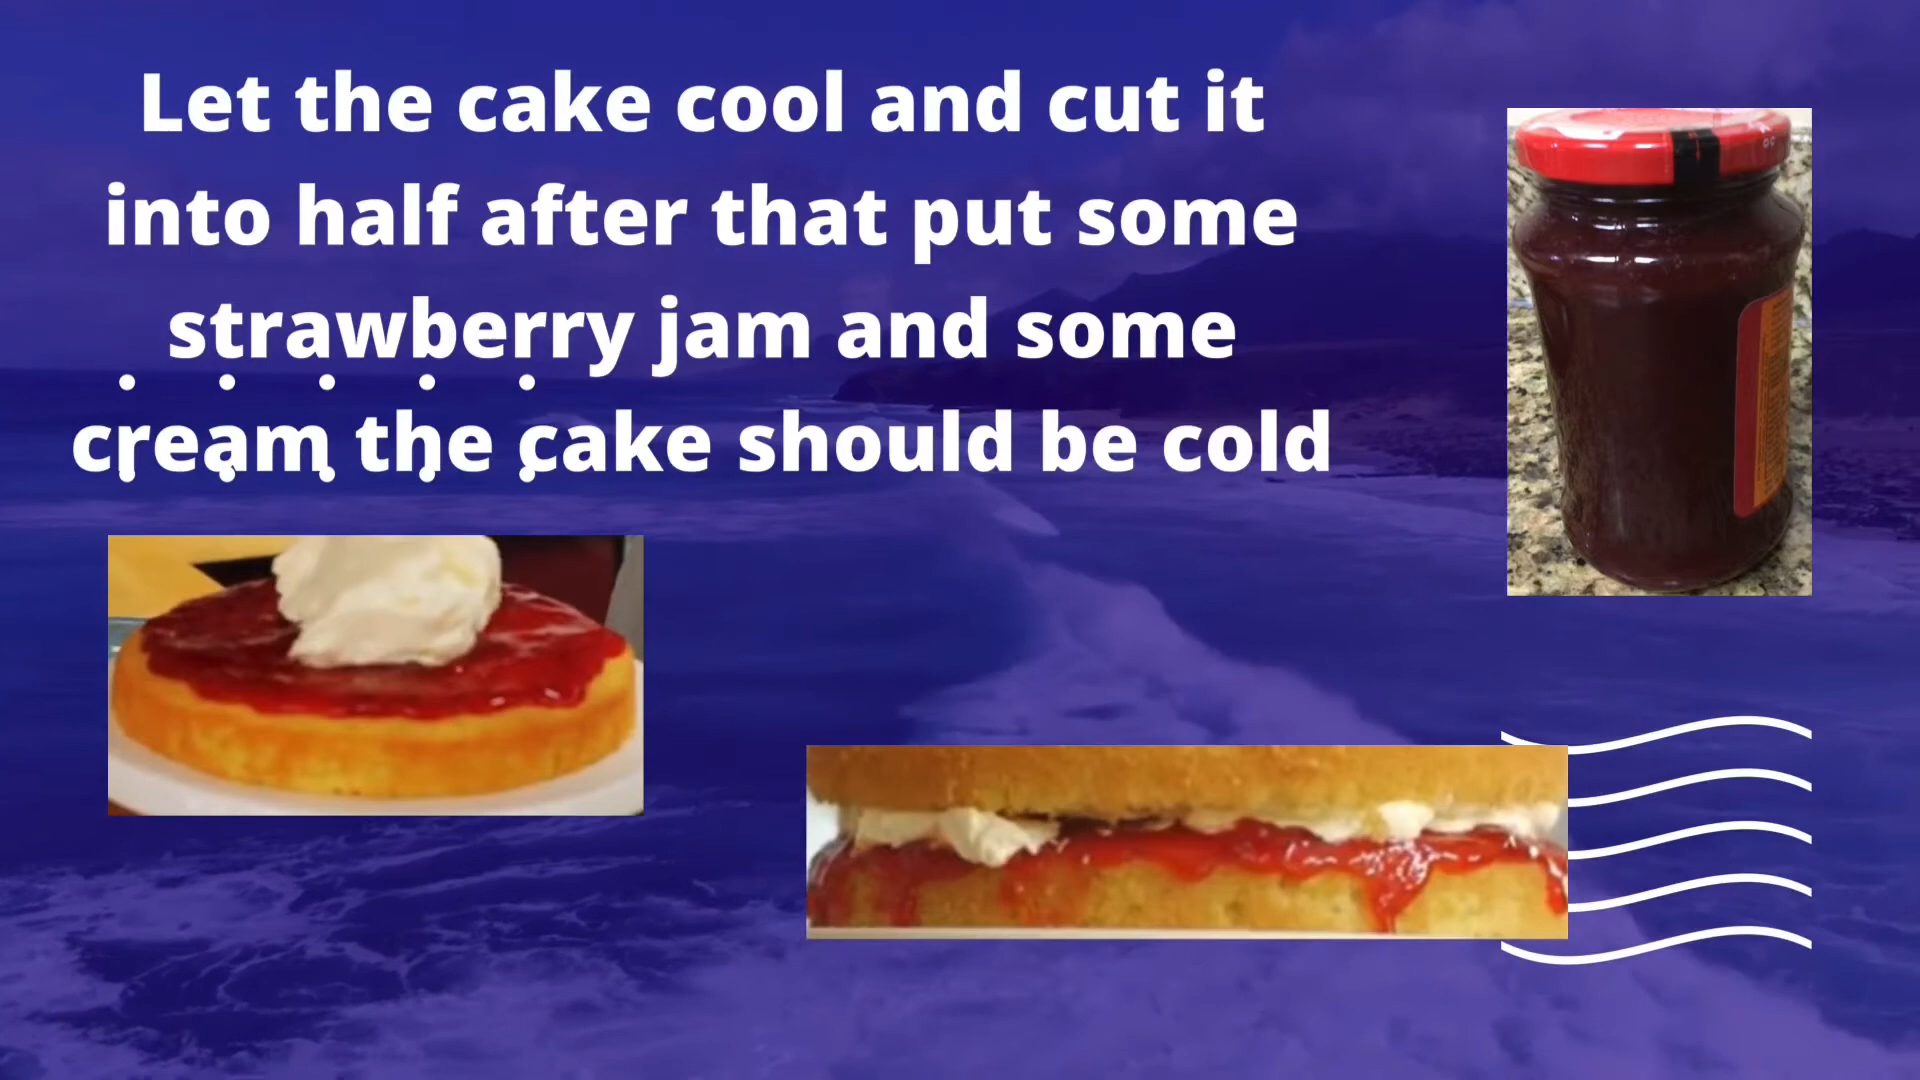 Let the cake cool and cut it
into half after that put some
strawberry jam and some
cream the cake should be cold